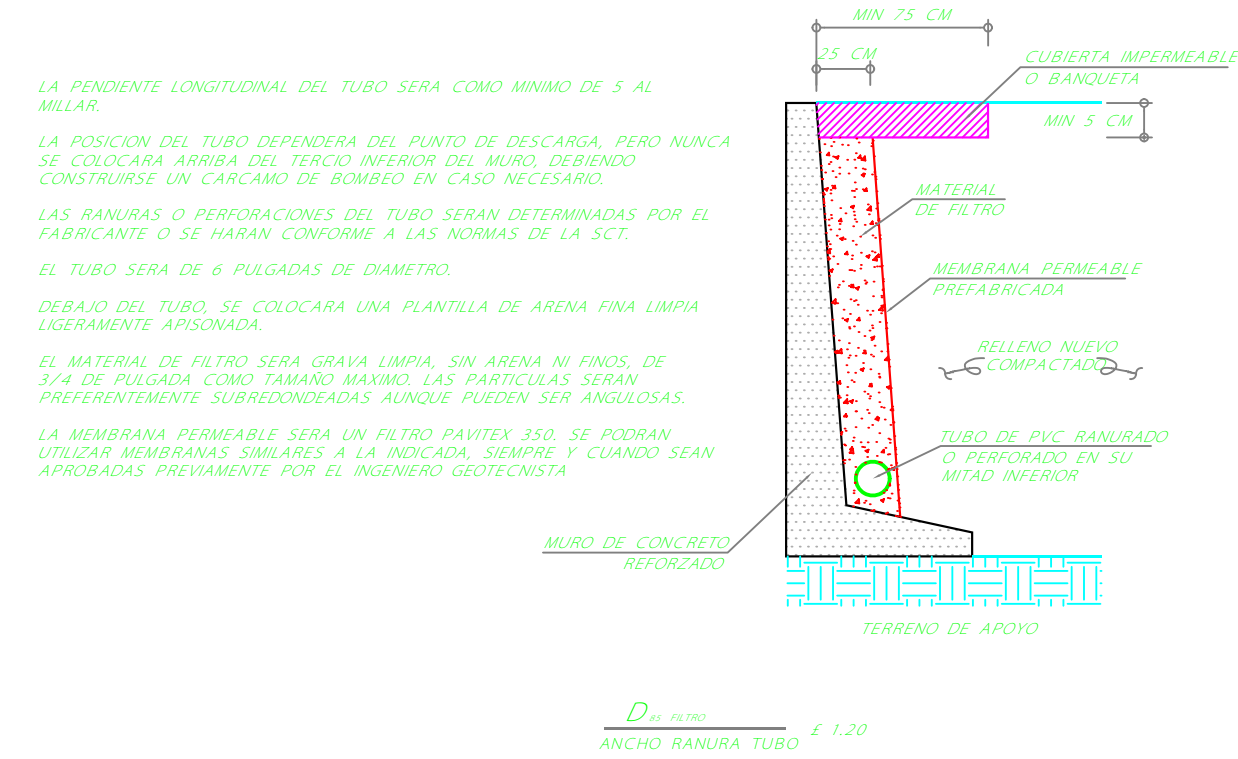 MIN 75 CM
25 CM
CUBIERTA IMPERMEABLE
O BANQUETA
MIN 5 CM
LA PENDIENTE LONGITUDINAL DEL TUBO SERA COMO MINIMO DE 5 AL
MILLAR.
LA POSICION DEL TUBO DEPENDERA DEL PUNTO DE DESCARGA, PERO NUNCA
SE COLOCARA ARRIBA DEL TERCIO INFERIOR DEL MURO, DEBIENDO
CONSTRUIRSE UN CARCAMO DE BOMBEO EN CASO NECESARIO.
LAS RANURAS O PERFORACIONES DEL TUBO SERAN DETERMINADAS POR EL
FABRICANTE O SE HARAN CONFORME A LAS NORMAS DE LA SCT.
EL TUBO SERA DE 6 PULGADAS DE DIAMETRO.
DEBAJO DEL TUBO, SE COLOCARA UNA PLANTILLA DE ARENA FINA LIMPIA
LIGERAMENTE APISONADA.
EL MATERIAL DE FILTRO SERA GRAVA LIMPIA, SIN ARENA NI FINOS, DE
3/4 DE PULGADA COMO TAMAÑO MAXIMO. LAS PARTICULAS SERAN
PREFERENTEMENTE SUBREDONDEADAS AUNQUE PUEDEN SER ANGULOSAS.
LA MEMBRANA PERMEABLE SERA UN FILTRO PAVITEX 350. SE PODRAN
UTILIZAR MEMBRANAS SIMILARES A LA INDICADA, SIEMPRE Y CUANDO SEAN
APROBADAS PREVIAMENTE POR EL INGENIERO GEOTECNISTA
MATERIAL
DE FILTRO
MEMBRANA PERMEABLE
PREFABRICADA
RELLENO NUEVO
COMPACTADO
TUBO DE PVC RANURADO
O PERFORADO EN SU
MITAD INFERIOR
MURO DE CONCRETO
REFORZADO
TERRENO DE APOYO
D 85 FILTRO
ANCHO RANURA TUBO
£ 1.20